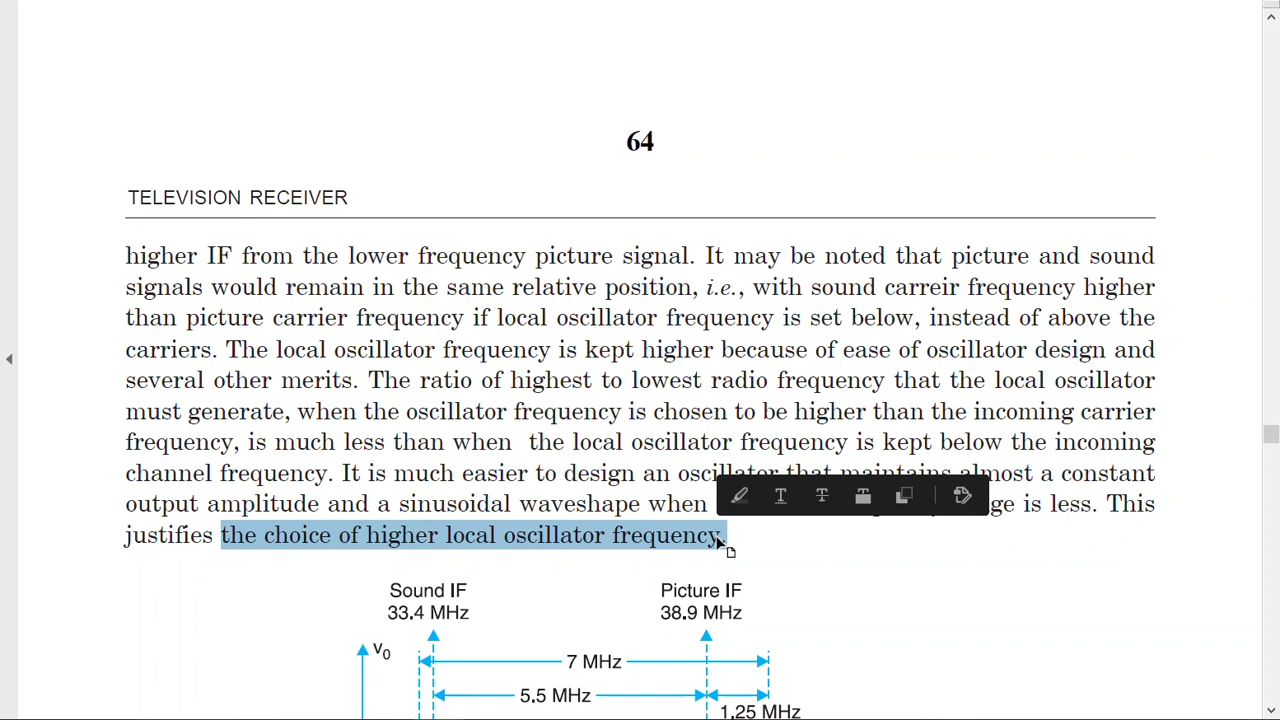 64
TELEVISION RECEIVER
higher IF from the lower frequency picture signal. It may be noted that picture and sound
signals would remain in the same relative position, i.e., with sound carreir frequency higher
than picture carrier frequency if local oscillator frequency is set below, instead of above the
carriers. The local oscillator frequency is kept higher because of ease of oscillator design and
several other merits. The ratio of highest to lowest radio frequency that the local oscillator
must generate, when the oscillator frequency is chosen to be higher than the incoming carrier
frequency, is much less than when the local oscillator frequency is kept below the incoming
channel frequency. It is much easier to design an oscillator that maintains almost a constant
output amplitude and a sinusoidal waveshape when is less. This
justifies the choice of higher local oscillator frequency.
Sound IF Picture IF
33.4 MHz 38.9 MHz
v0
7 MHz
5.5 MHz
1.25 MHz